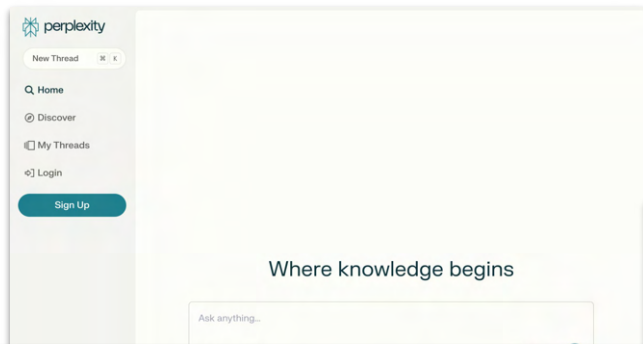 perplexity
New Thread ⌘ K
Home
Discover
My Threads
Login
Sign Up
Where knowledge begins
Ask anything...